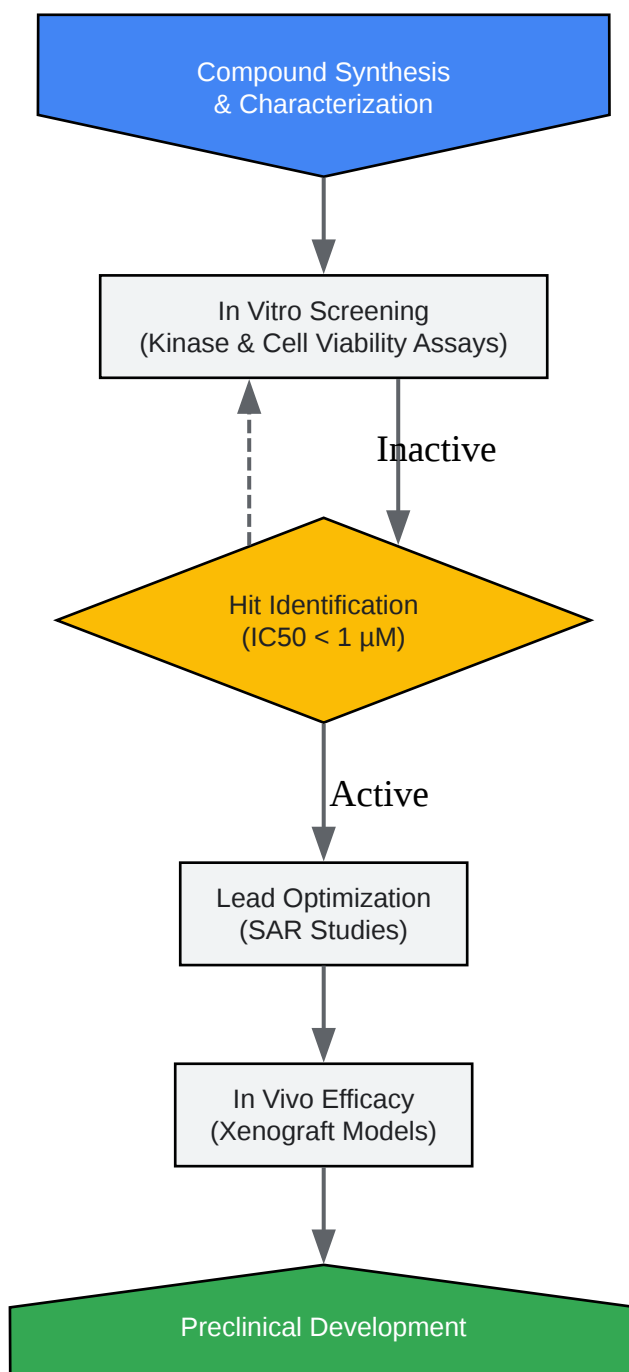 Compound Synthesis
& Characterization
In Vitro Screening
(Kinase & Cell Viability Assays)
Inactive
Hit Identification
(IC50 < 1 µM)
Active
Lead Optimization
(SAR Studies)
In Vivo Efficacy
(Xenograft Models)
Preclinical Development